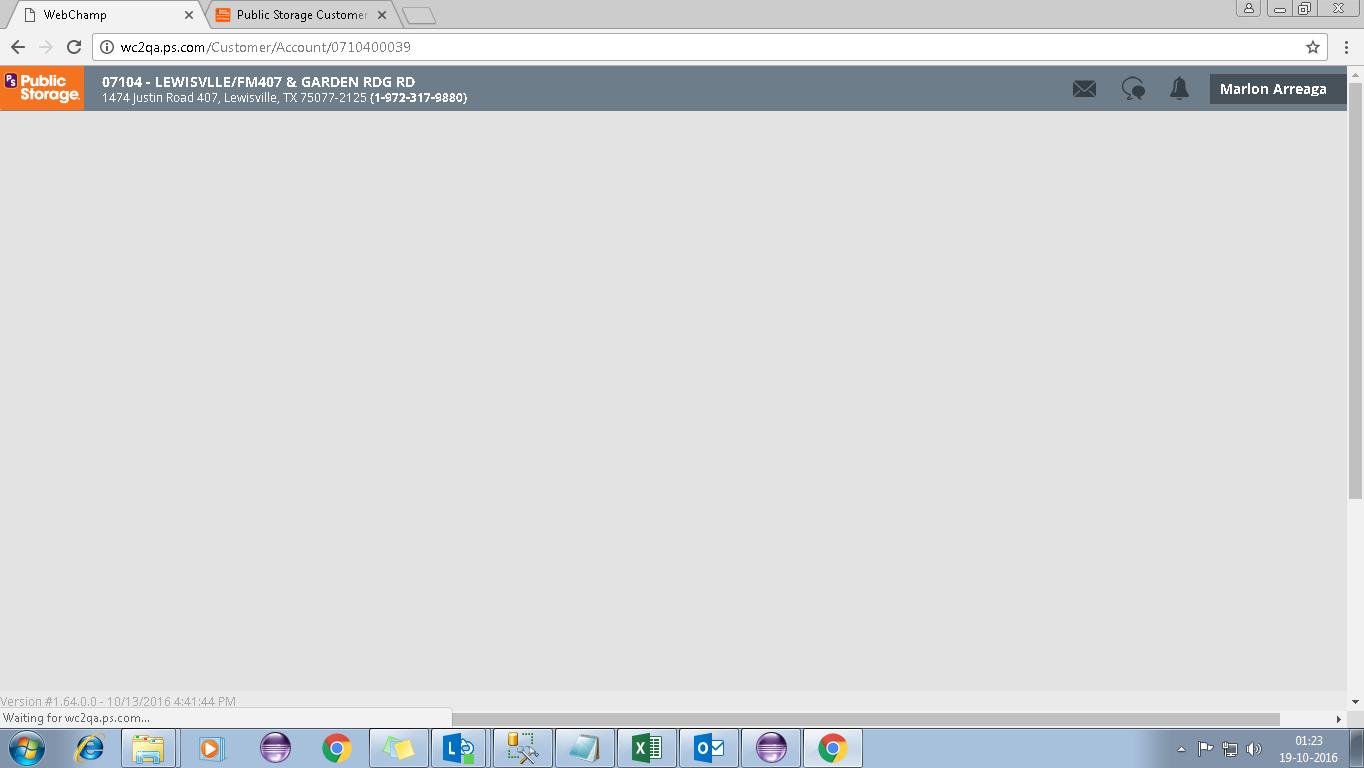 WebChamp
Public Storage Customer
wc2qa.ps.com/Customer/Account/0710400039
Ps Public Storage.
07104 - LEWISVLLE/FM407 & GARDEN RDG RD
1474 Justin Road 407, Lewisville, TX 75077-2125 (1-972-317-9880)
Marlon Arreaga
Version #1.64.0.0 - 10/13/2016 4:41:44 PM
Waiting for wc2qa.ps.com...
01:23
19-10-2016